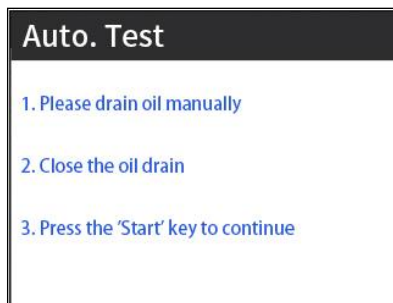 Auto. Test
1. Please drain oil manually
2. Close the oil drain
3. Press the 'Start' key to continue